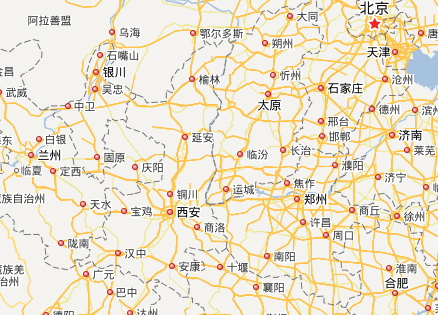 北京
大同
阿拉善盟
乌海
鄂尔多斯
朔州
天津
石嘴山
银川
榆林
忻州
石家庄
沧州
吴忠
武威
中卫
太原
德州
邢台
白银
延安
邯郸
济南
兰州
固原
临汾
长治
莱芜
庆阳
濮阳
临夏
定西
铜川
运城
焦作
济宁
自治州
天水
宝鸡
西安
郑州
商丘
徐州
商洛
许昌
周口
陇南
汉中
南阳
安康
十堰
淮南
广元
合肥
襄阳
巴中
达州
德阳